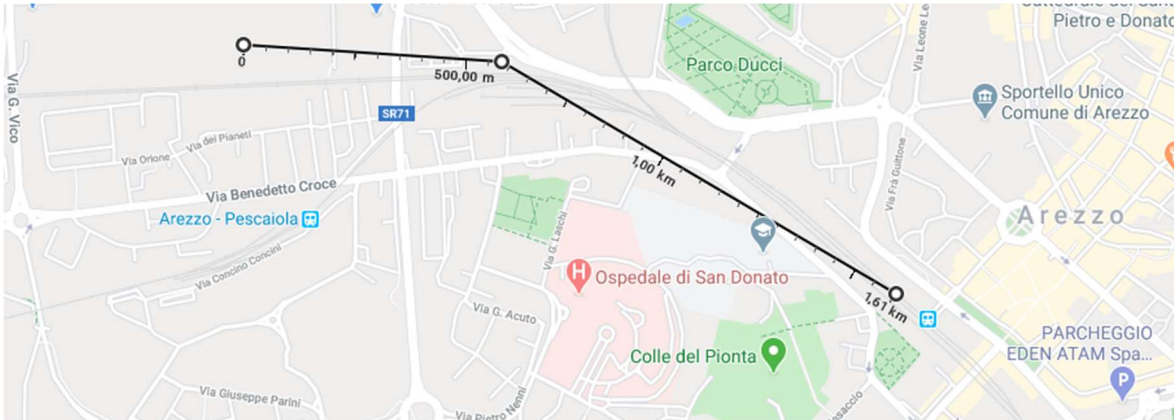 Cattedrale dei Santi
Pietro e Donato
Via Leone Le
0
500,00 m
Parco Ducci
Via G. Vico
SR71
Sportello Unico
Comune di Arezzo
Via dei Pianeti
Via Orione
1,00 km
Via Frà Guittone
Via Benedetto Croce
Arezzo - Pescaiola
Arezzo
Via G. Laschi
Via Concino Concini
H
Ospedale di San Donato
1,61 km
Via G. Acuto
PARCHEGGIO
EDEN ATAM Spa...
Colle del Pionta
P
Via Giuseppe Parini
Via Pietro Nenni